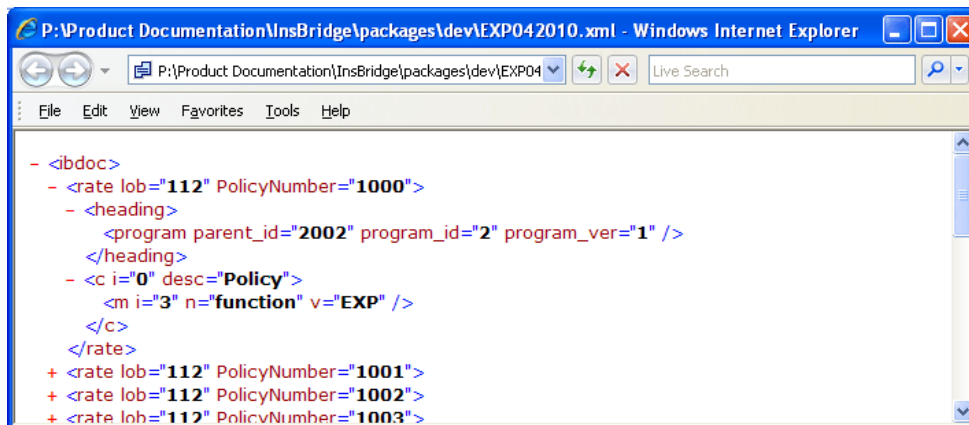 P:\Product Documentation\InsBridge\packages\dev\EXP042010.xml - Windows Internet Explorer
P:\Product Documentation\InsBridge\packages\dev\EXP04
Live Search
File Edit View Favorites Tools Help
- <ibdoc>
- <rate lob="112" PolicyNumber="1000">
- <heading>
<program parent_id="2002" program_id="2" program_ver="1" />
</heading>
- <c i="0" desc="Policy">
<m i="3" n="function" v="EXP" />
</c>
</rate>
+ <rate lob="112" PolicyNumber="1001">
+ <rate lob="112" PolicyNumber="1002">
+ <rate lob="112" PolicyNumber="1003">